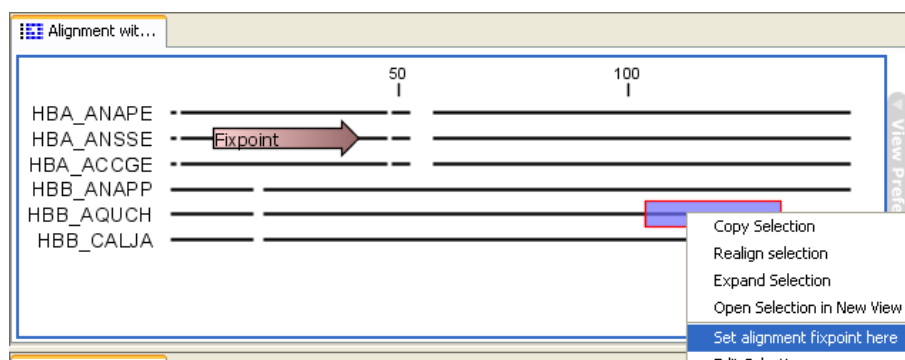 Alignment wit...
50 100
HBA_ANAPE
HBA_ANSSE Fixpoint
HBA_ACCGE
HBB_ANAPP
HBB_AQUCH
HBB_CALJA
Copy Selection
Realign selection
Expand Selection
Open Selection in New View
Set alignment fixpoint here
View Prefe